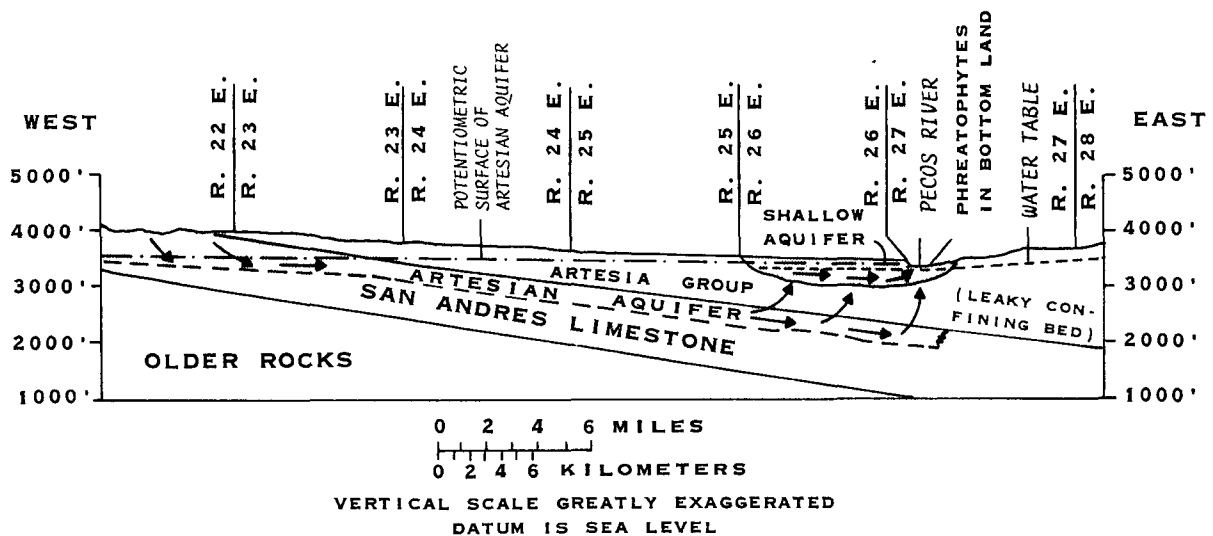 WEST
EAST
R. 22 E.
R. 23 E.
R. 23 E.
R. 24 E.
POTENTIOMETRIC
SURFACE OF
ARTESIAN AQUIFER
R. 24 E.
R. 25 E.
R. 25 E.
R. 26 E.
R. 26 E.
R. 27 E.
PECOS RIVER
PHREATOPHYTES
IN BOTTOM LAND
WATER TABLE
R. 27 E.
R. 28 E.
5000'
4000'
3000'
2000'
1000'
5000'
4000'
3000'
2000'
1000'
SHALLOW
AQUIFER
ARTESIA GROUP
ARTESIAN AQUIFER
SAN ANDRES LIMESTONE
(LEAKY CON-
FINING BED)
OLDER ROCKS
0 2 4 6 MILES
0 2 4 6 KILOMETERS
VERTICAL SCALE GREATLY EXAGGERATED
DATUM IS SEA LEVEL